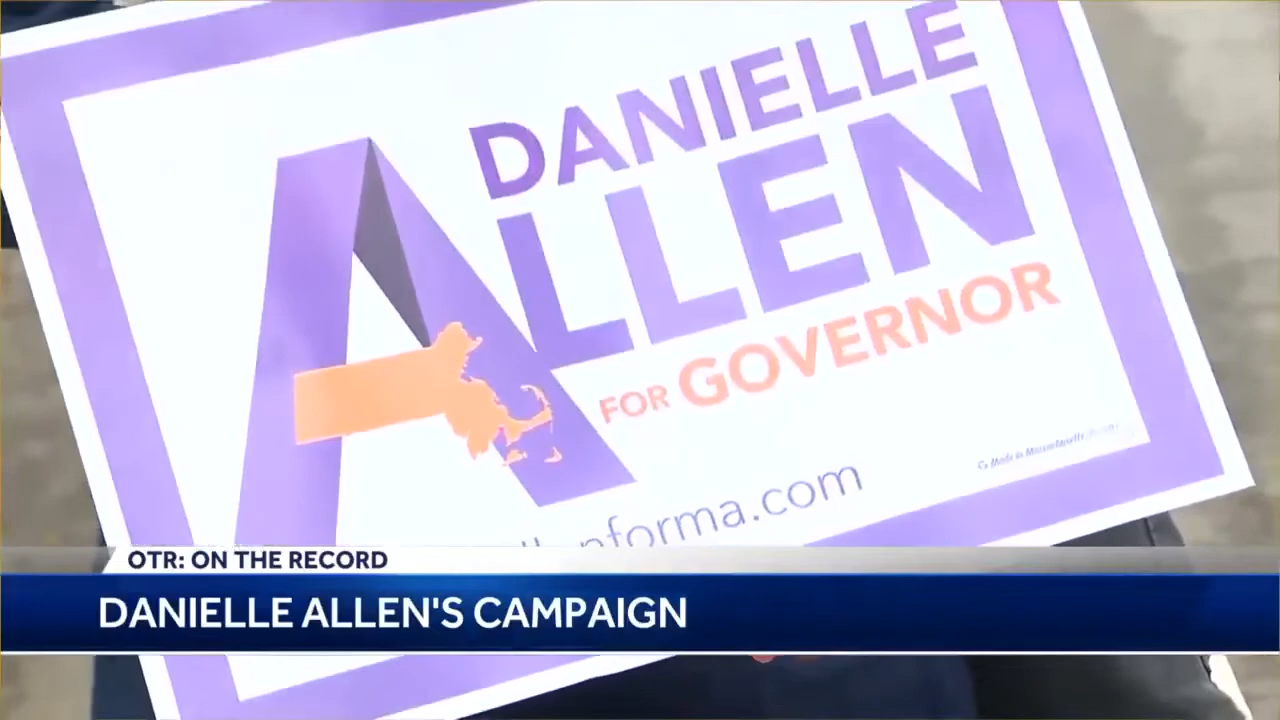 DANIELLE
ALLEN
FOR GOVERNOR
nforma.com
OTR: ON THE RECORD
DANIELLE ALLEN'S CAMPAIGN